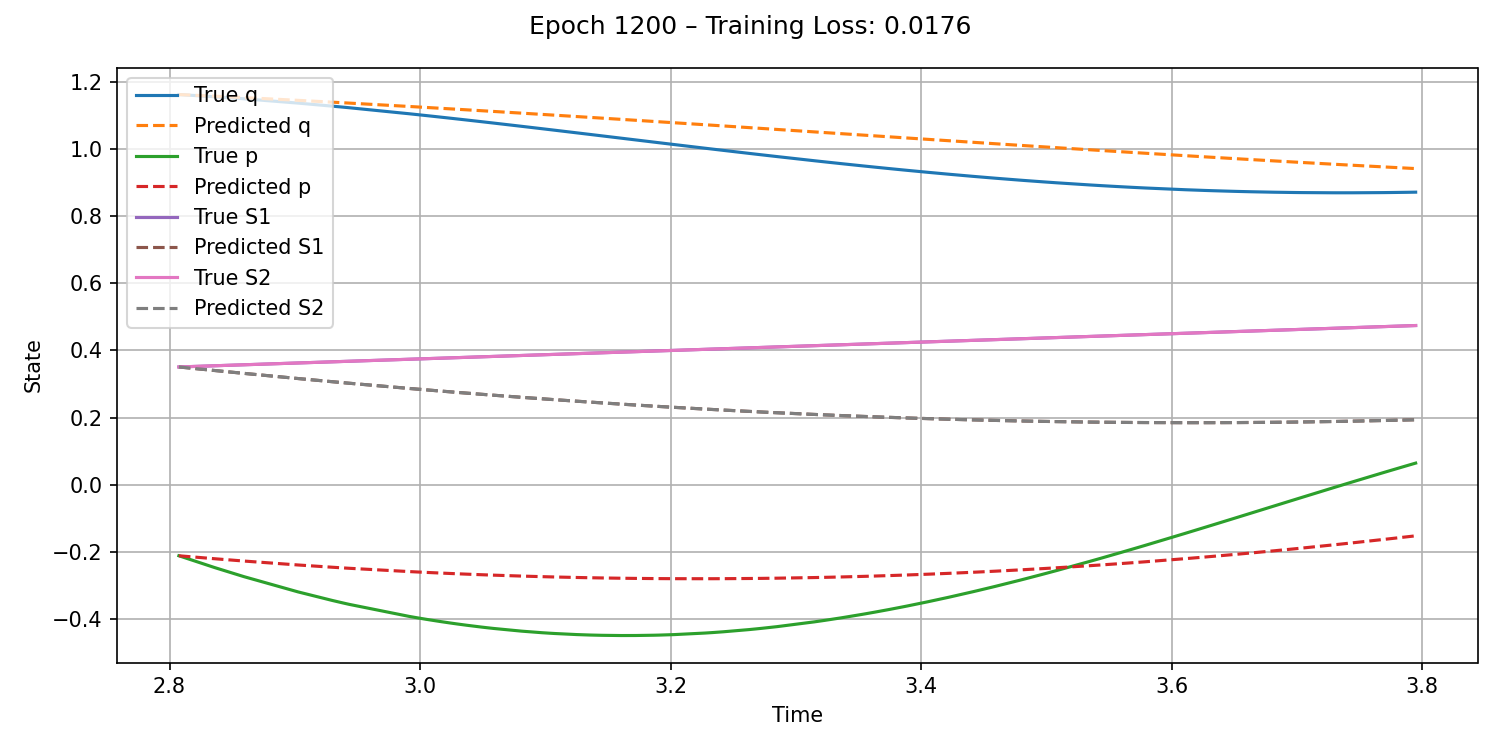 Epoch 1200 – Training Loss: 0.0176
1.2
1.0
0.8
0.6
0.4
0.2
0.0
−0.2
−0.4
State
True q
Predicted q
True p
Predicted p
True S1
Predicted S1
True S2
Predicted S2
2.8 3.0 3.2 3.4 3.6 3.8
Time